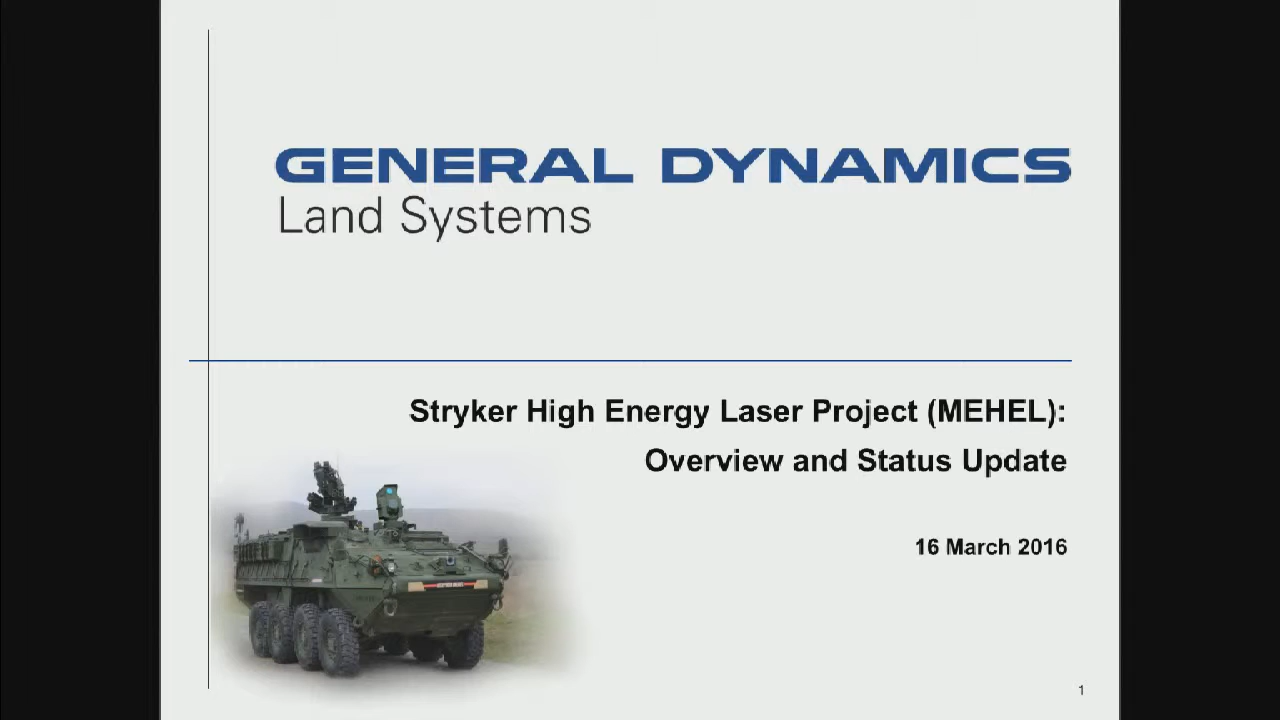 GENERAL DYNAMICS
Land Systems
Stryker High Energy Laser Project (MEHEL):
Overview and Status Update
16 March 2016
1